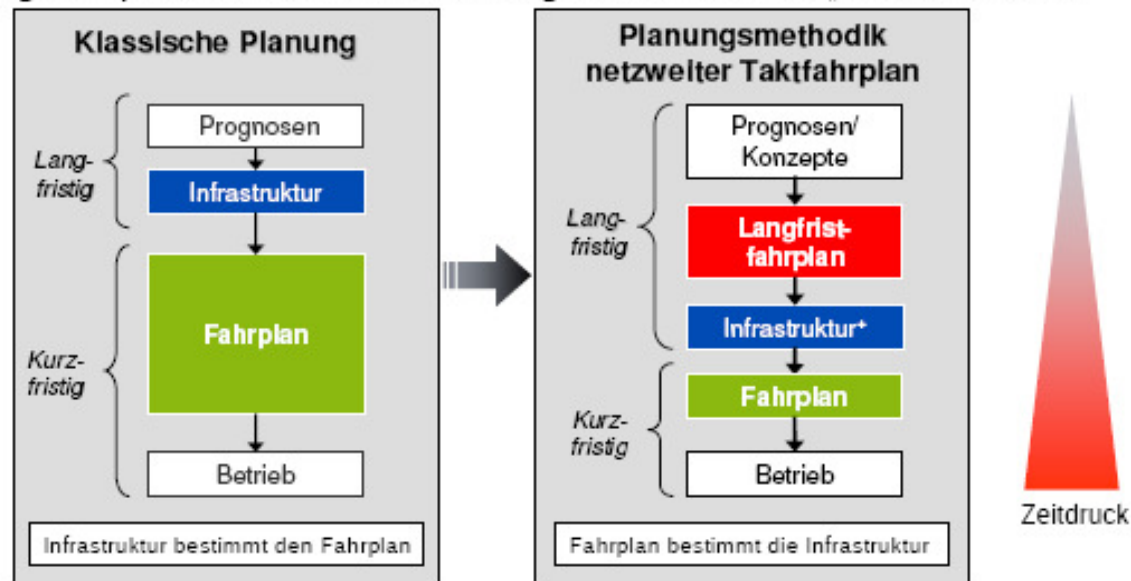 Klassische Planung
Prognosen
Lang-
fristig
Infrastruktur
Fahrplan
Kurz-
fristig
Betrieb
Infrastruktur bestimmt den Fahrplan
Planungsmethodik
netzweiter Taktfahrplan
Prognosen/
Konzepte
Lang-
fristig
Langfrist-
fahrplan
Infrastruktur+
Fahrplan
Kurz-
fristig
Betrieb
Fahrplan bestimmt die Infrastruktur
Zeitdruck